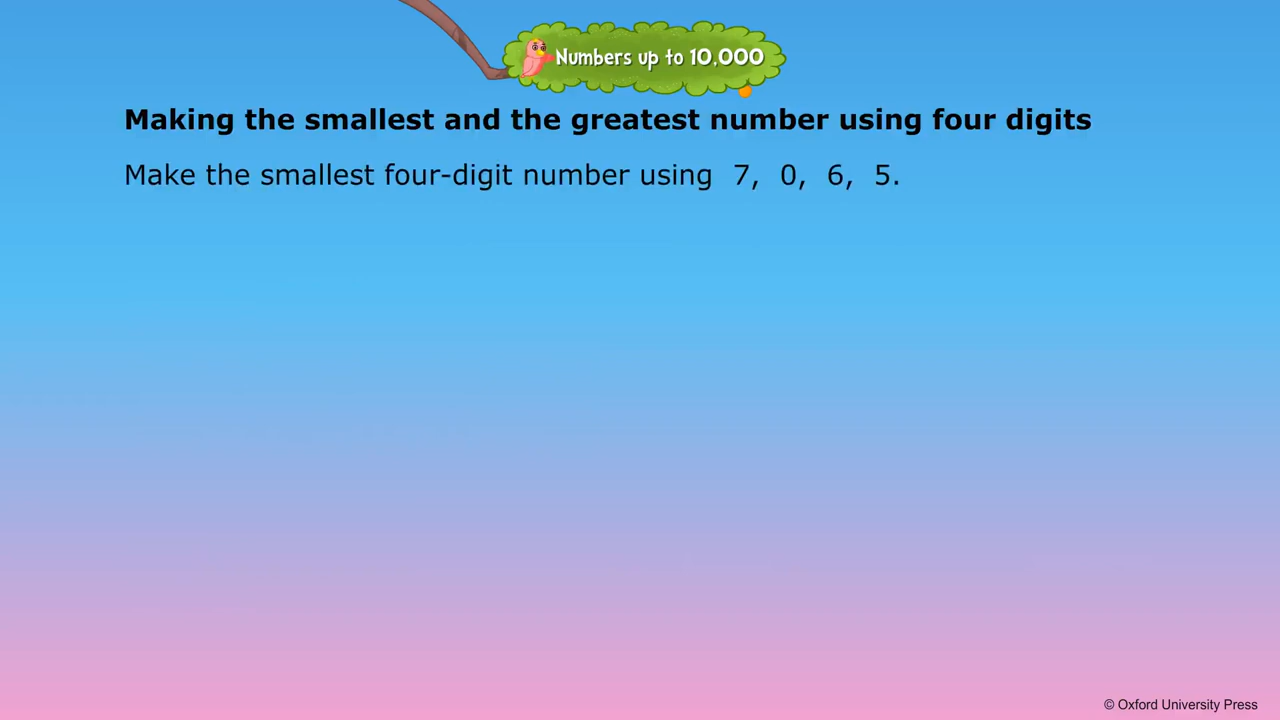 Numbers up to 10,000
Making the smallest and the greatest number using four digits
Make the smallest four-digit number using 7, 0, 6, 5.
© Oxford University Press